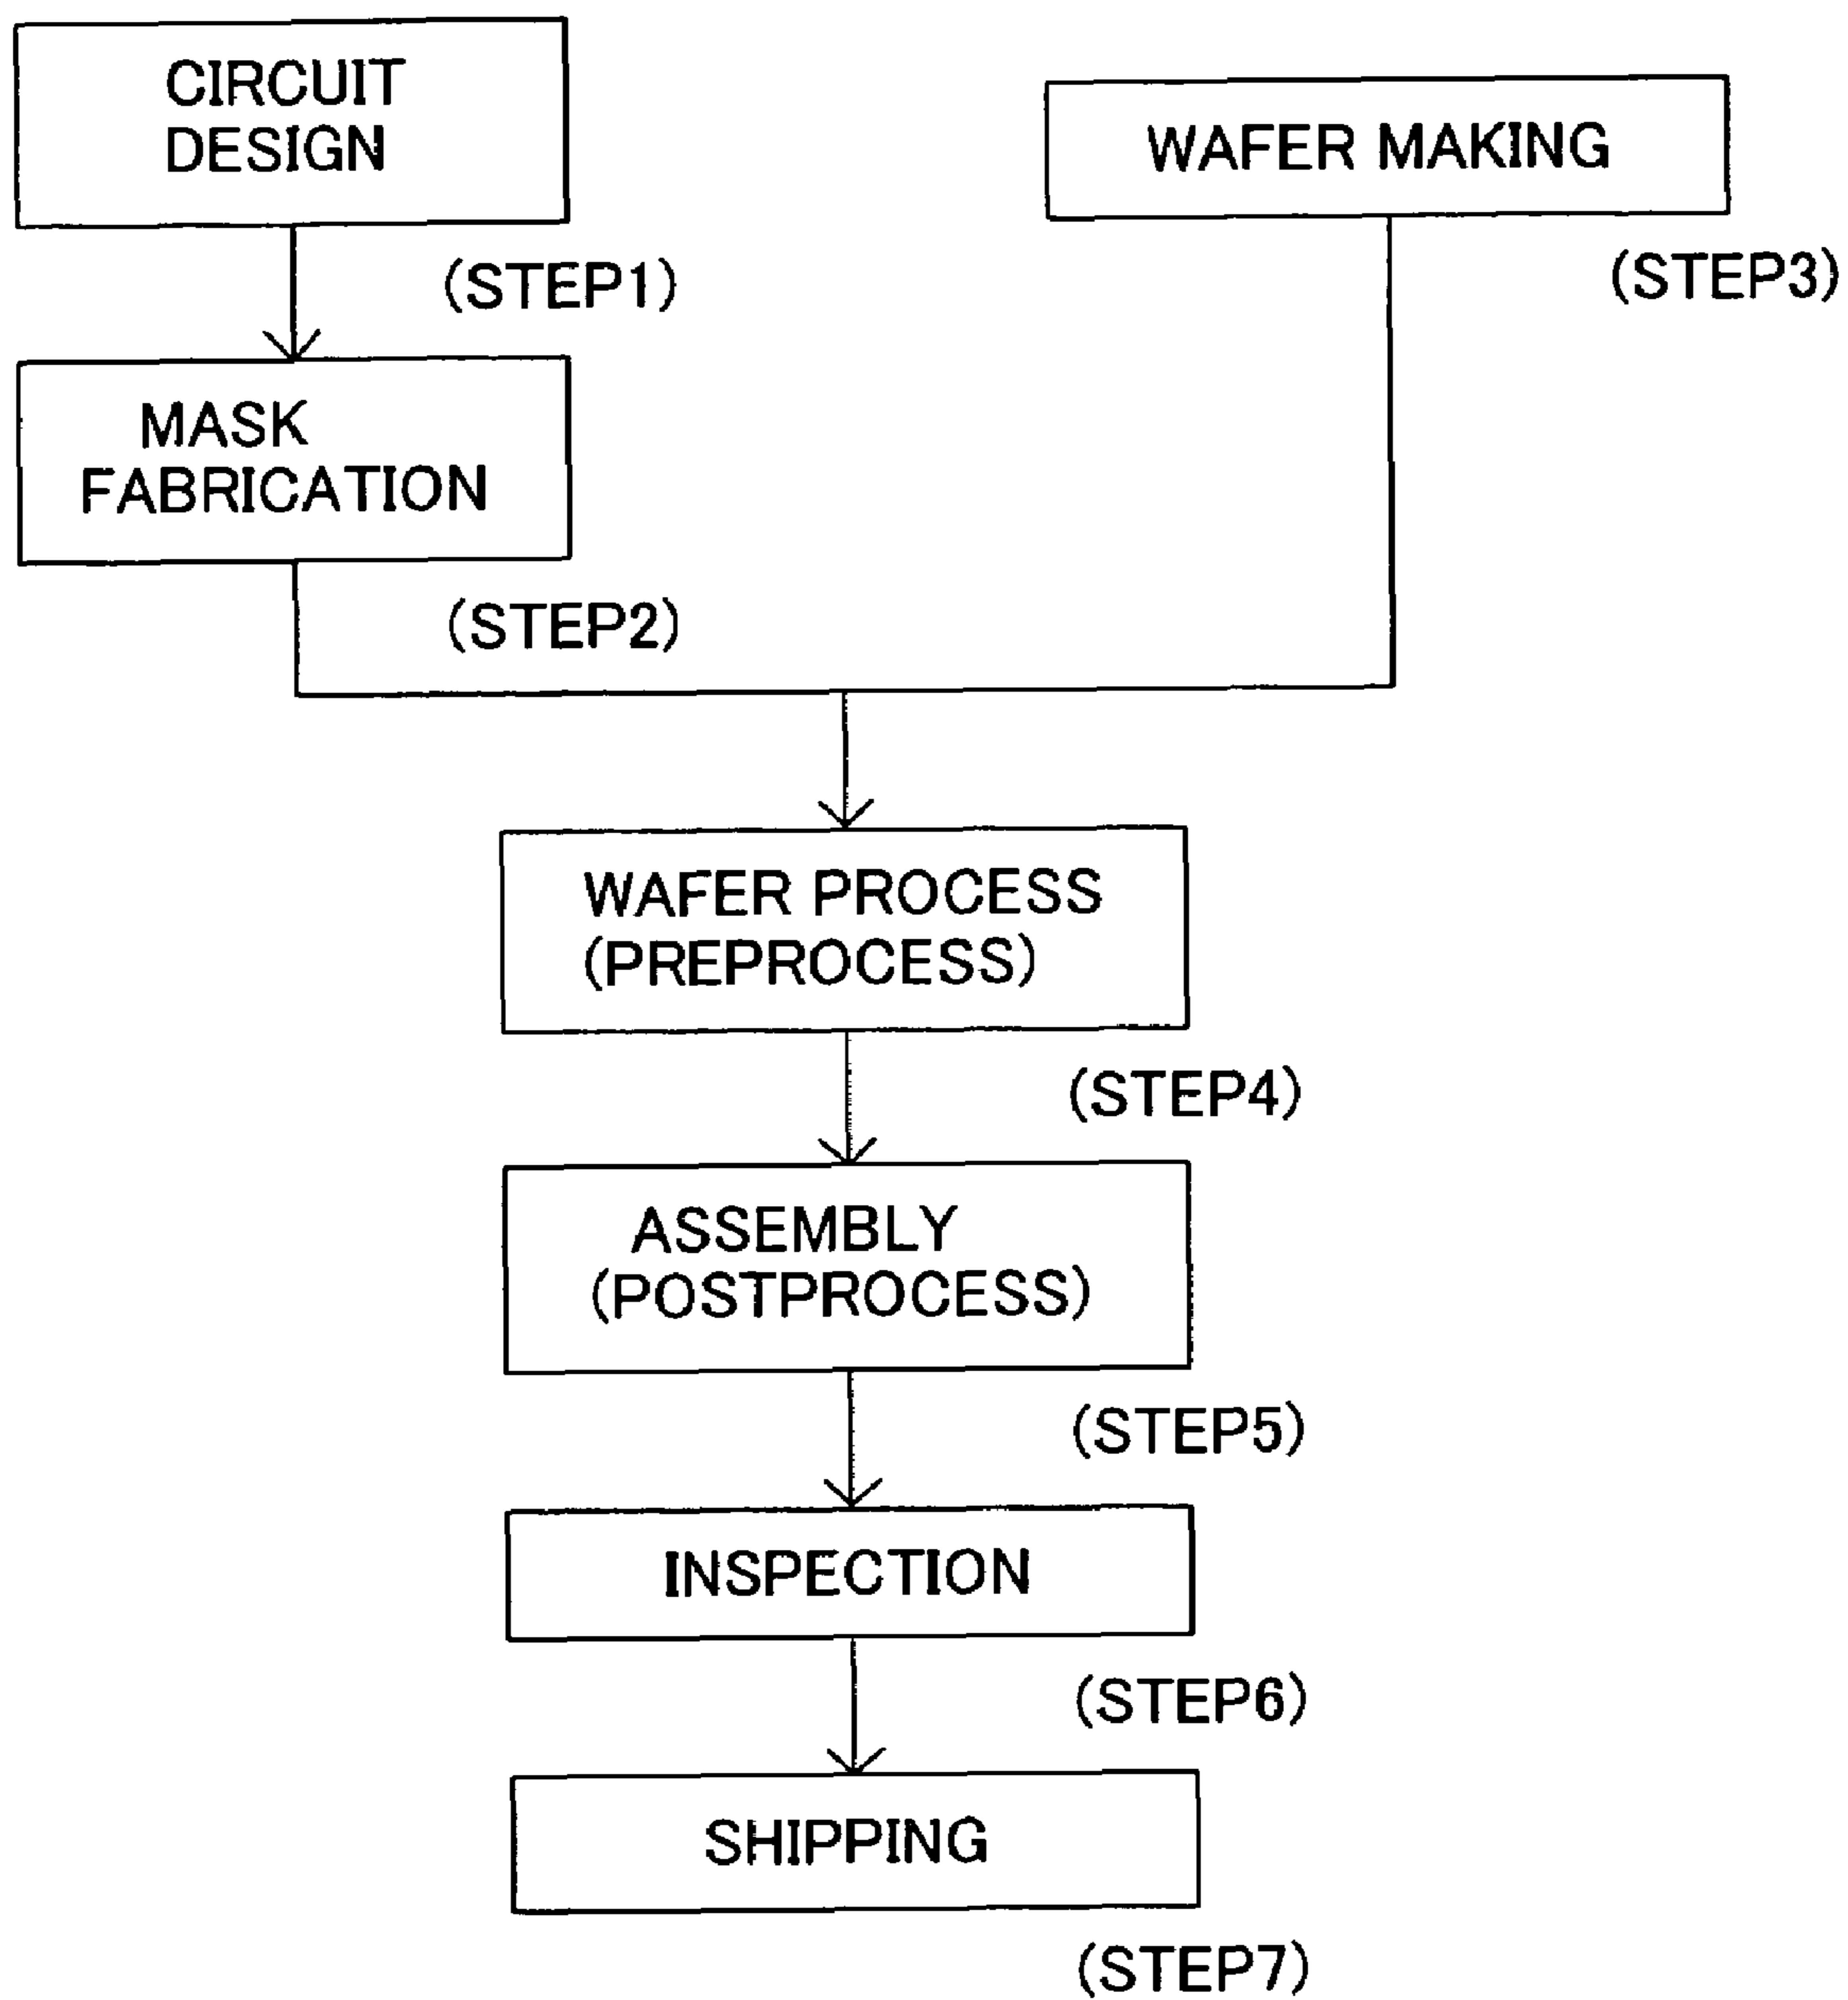 CIRCUIT
DESIGN
(STEP1)
MASK
FABRICATION
(STEP2)
WAFER MAKING
(STEP3)
WAFER PROCESS
(PREPROCESS)
(STEP4)
ASSEMBLY
(POSTPROCESS)
(STEP5)
INSPECTION
(STEP6)
SHIPPING
(STEP7)